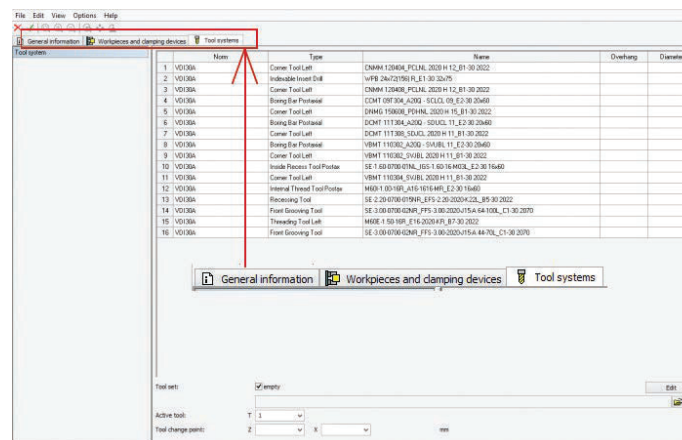 File Edit View Options Help
General information Workpieces and clamping devices Tool systems
Tool system
Norm Type Name Overhang Diameter
1 VDI30A Corner Tool Left CNMM 120404_PCLNL 2020 H 12_B1-30 2022
2 VDI30A Indexable Insert Drill WPB 24x72(156) R_E1-30 32x75
3 VDI30A Corner Tool Left CNMM 120408_PCLNL 2020 H 12_B1-30 2022
4 VDI30A Boring Bar Postaxial CCMT 09T304_A20Q - SCLCL 09_E2-30 20x60
5 VDI30A Corner Tool Left DNMG 150608_PDHNL 2020 H 15_B1-30 2022
6 VDI30A Boring Bar Postaxial DCMT 11T304_A20Q - SDUCL 11_E2-30 20x60
7 VDI30A Corner Tool Left DCMT 11T308_SDJCL 2020 H 11_B1-30 2022
8 VDI30A Boring Bar Postaxial VBMT 110302_A20Q - SVJBL 11_E2-30 20x60
9 VDI30A Corner Tool Left VBMT 110302_SVJBL 2020 H 11_B1-30 2022
10 VDI30A Inside Recess Tool Postax
11 VDI30A Corner Tool Left VBMT 110304_SVJBL 2020 H 11_B1-30 2022
12 VDI30A Internal Thread Tool Postax
13 VDI30A Recessing Tool
14 VDI30A Front Grooving Tool
15 VDI30A Threading Tool Left
16 VDI30A Front Grooving Tool
General information Workpieces and clamping devices Tool systems
Tool set: empty Edit
Active tool: T 1
Tool change point: Z X mm